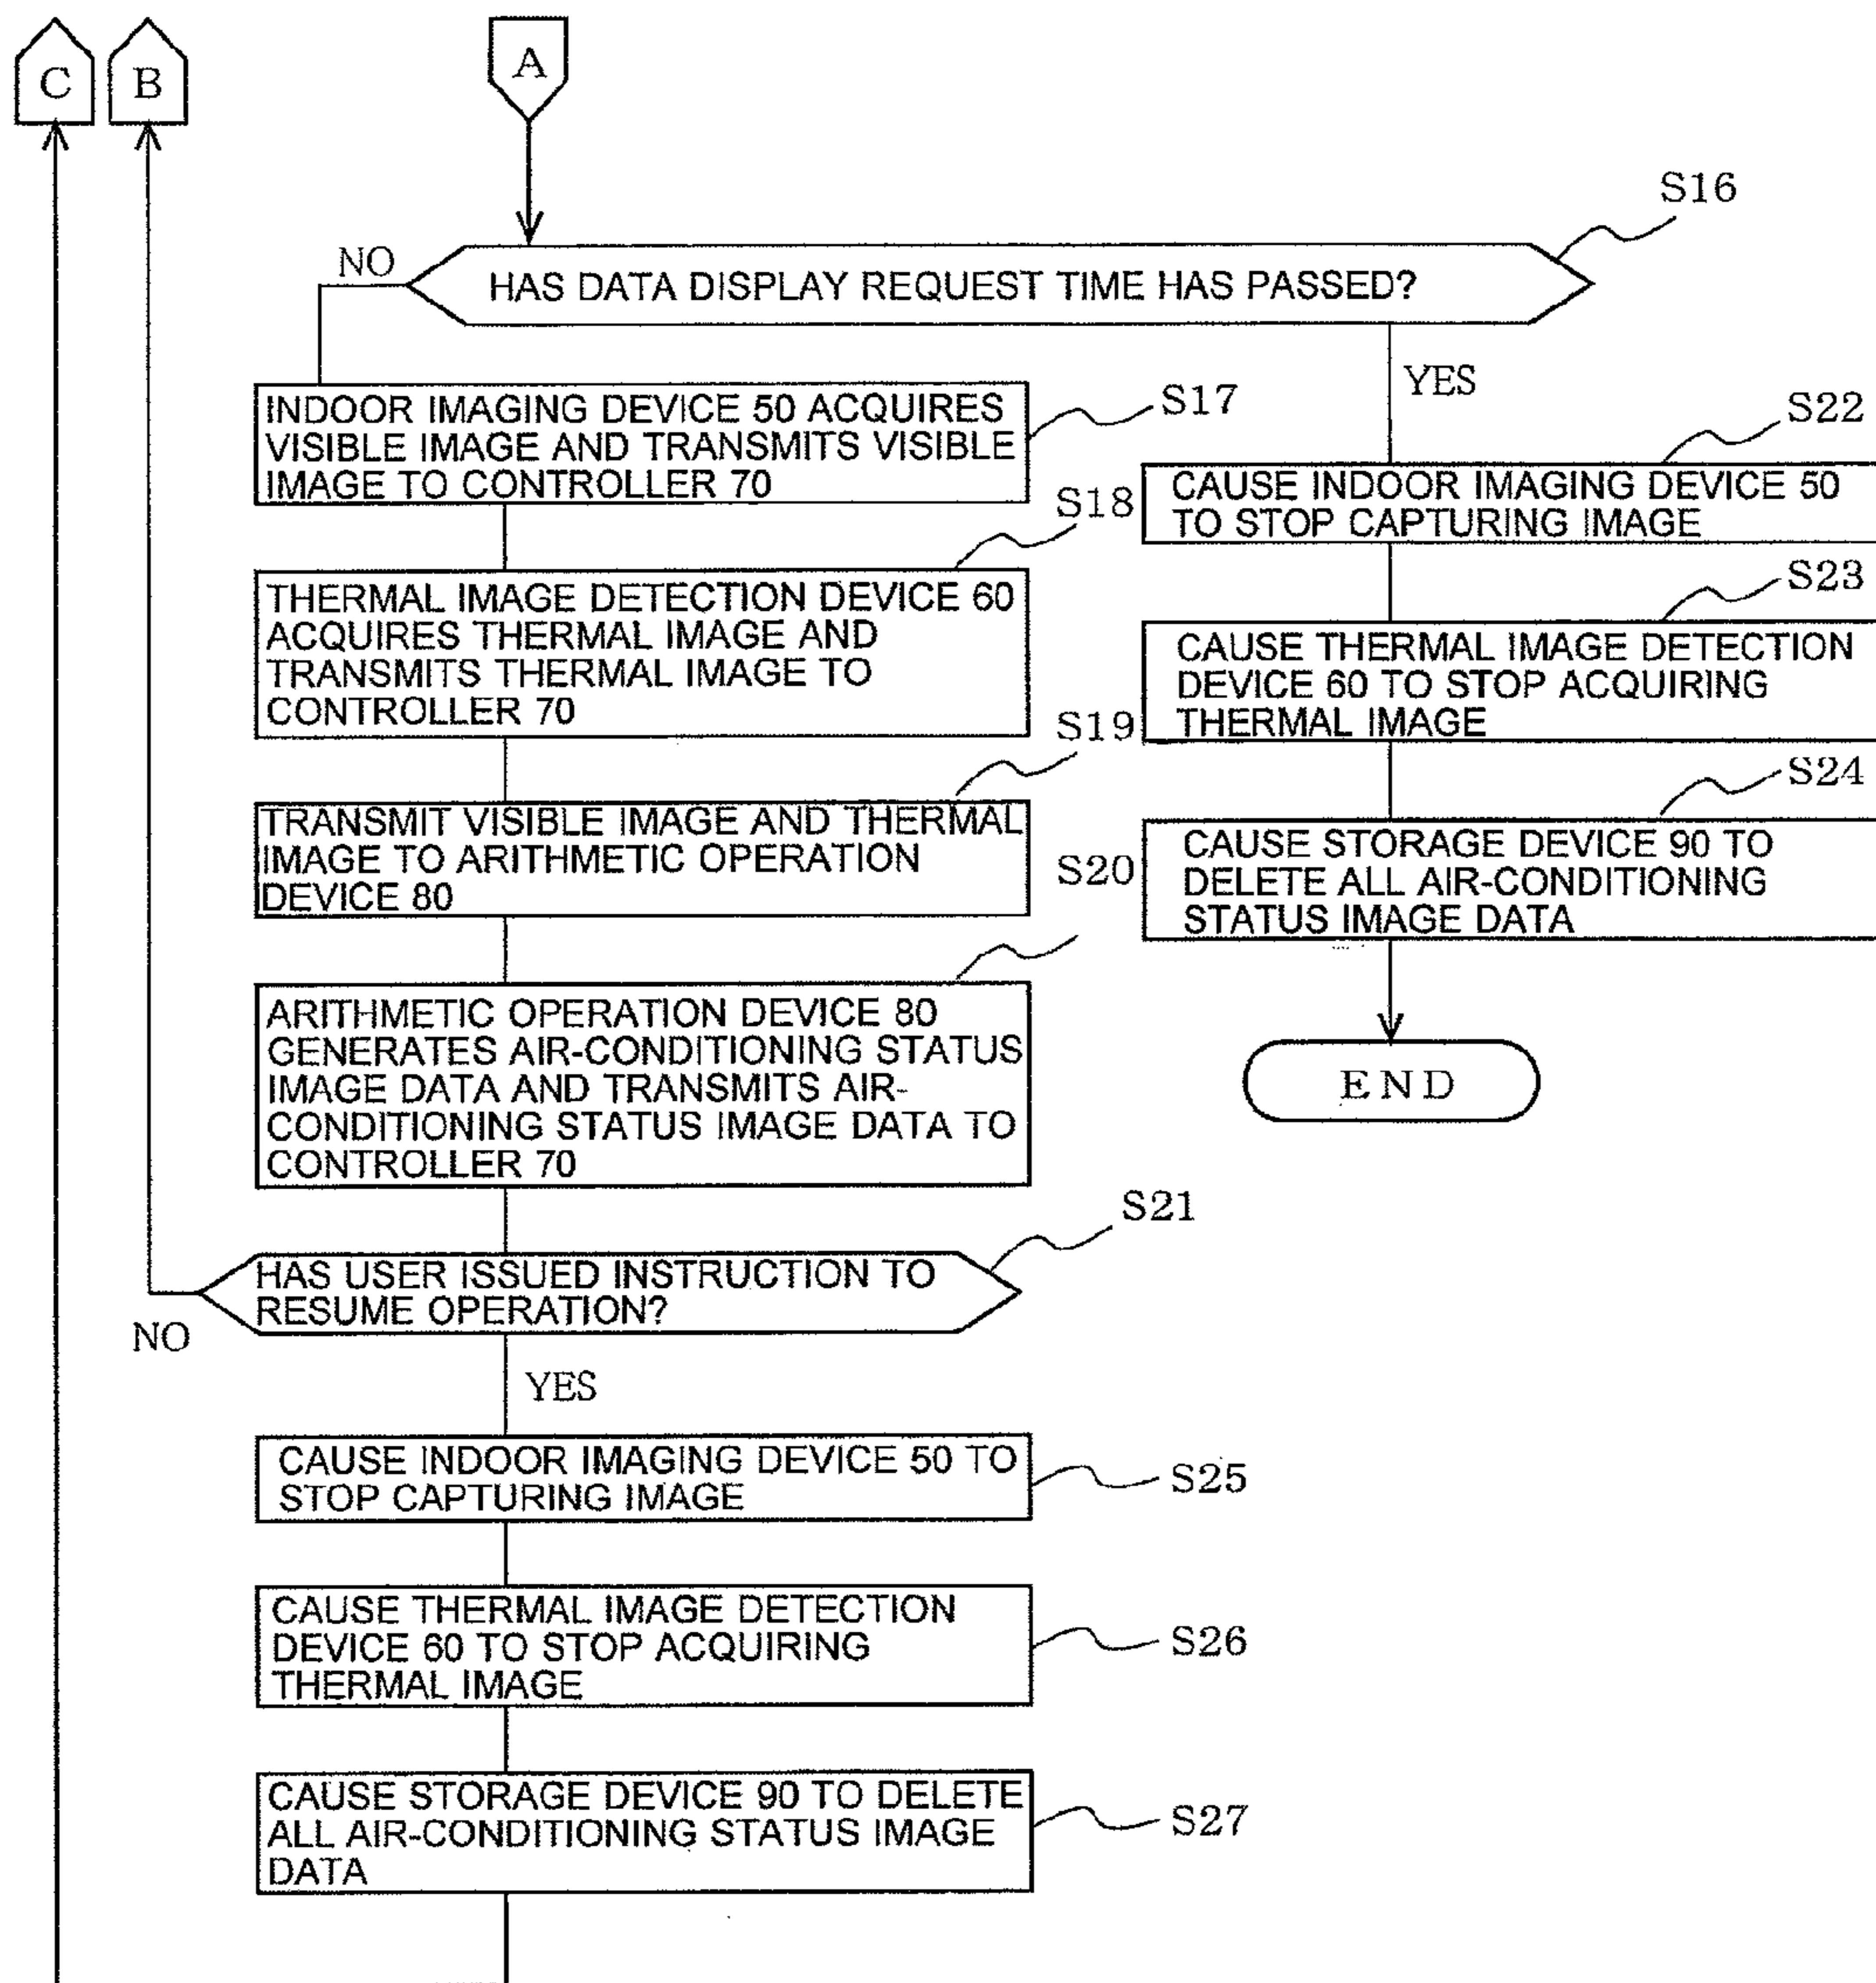 C
B
A
S16
NO
HAS DATA DISPLAY REQUEST TIME HAS PASSED?
YES
INDOOR IMAGING DEVICE 50 ACQUIRES
VISIBLE IMAGE AND TRANSMITS VISIBLE
IMAGE TO CONTROLLER 70
S17
S18
THERMAL IMAGE DETECTION DEVICE 60
ACQUIRES THERMAL IMAGE AND
TRANSMITS THERMAL IMAGE TO
CONTROLLER 70
S19
TRANSMIT VISIBLE IMAGE AND THERMAL
IMAGE TO ARITHMETIC OPERATION
DEVICE 80
S20
ARITHMETIC OPERATION DEVICE 80
GENERATES AIR-CONDITIONING STATUS
IMAGE DATA AND TRANSMITS AIR-
CONDITIONING STATUS IMAGE DATA TO
CONTROLLER 70
S22
CAUSE INDOOR IMAGING DEVICE 50
TO STOP CAPTURING IMAGE
S23
CAUSE THERMAL IMAGE DETECTION
DEVICE 60 TO STOP ACQUIRING
THERMAL IMAGE
S24
CAUSE STORAGE DEVICE 90 TO
DELETE ALL AIR-CONDITIONING
STATUS IMAGE DATA
END
S21
HAS USER ISSUED INSTRUCTION TO
RESUME OPERATION?
NO
YES
CAUSE INDOOR IMAGING DEVICE 50 TO
STOP CAPTURING IMAGE
S25
CAUSE THERMAL IMAGE DETECTION
DEVICE 60 TO STOP ACQUIRING
THERMAL IMAGE
S26
CAUSE STORAGE DEVICE 90 TO DELETE
ALL AIR-CONDITIONING STATUS IMAGE
DATA
S27